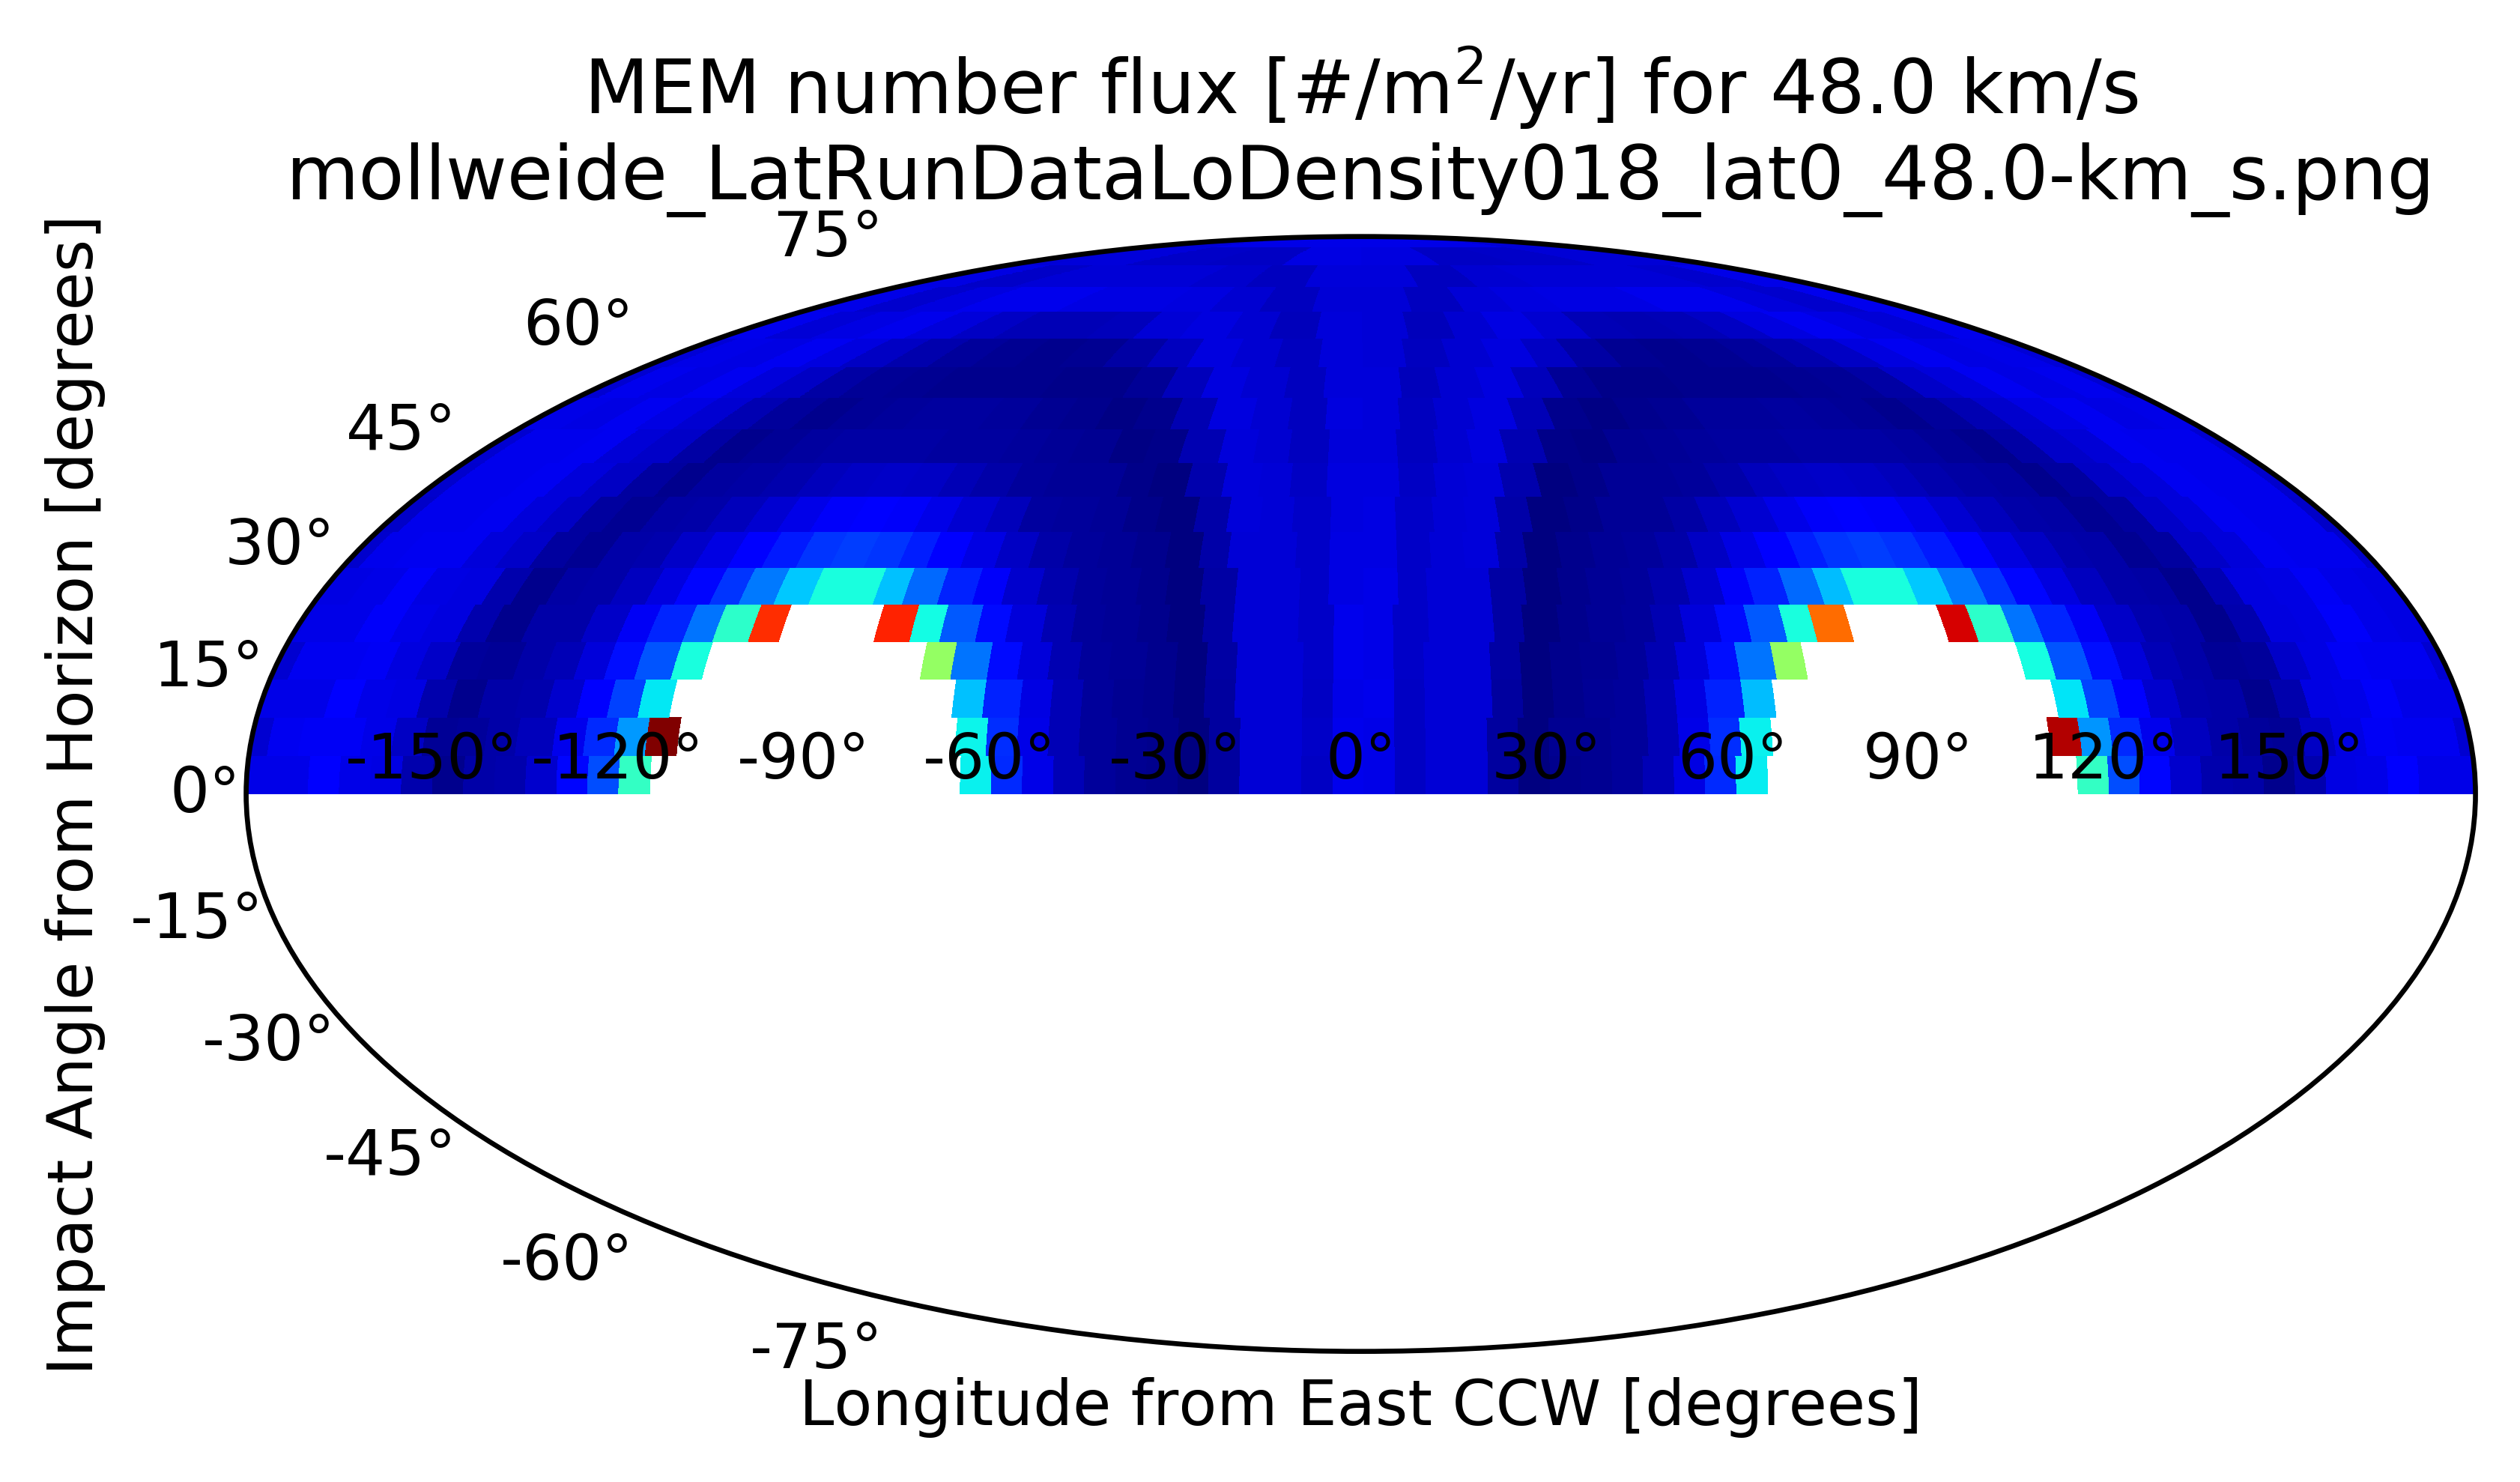 MEM number flux [#/m²/yr] for 48.0 km/s
mollweide_LatRunDataLoDensity018_lat0_48.0-km_s.png
75°
60°
45°
30°
15°
0°
-15°
-30°
-45°
-60°
-75°
-150° -120° -90° -60° -30° 0° 30° 60° 90° 120° 150°
Impact Angle from Horizon [degrees]
Longitude from East CCW [degrees]